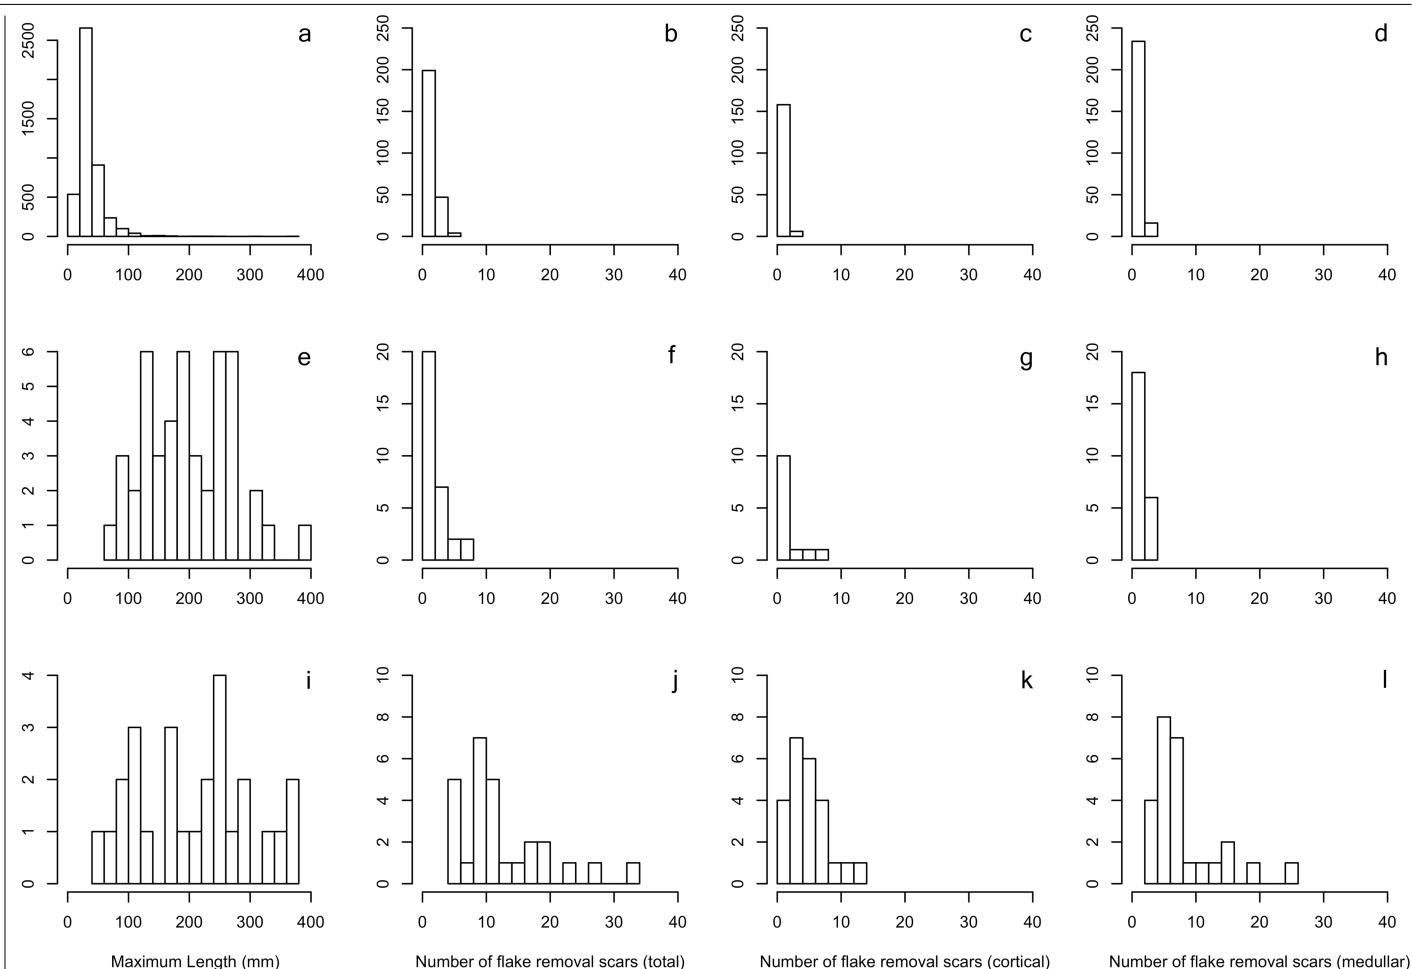 a
2500
1500
500
0
0 100 200 300 400
b
250
200
150
100
50
0
0 10 20 30 40
c
250
200
150
100
50
0
0 10 20 30 40
d
250
200
150
100
50
0
0 10 20 30 40
e
6
5
4
3
2
1
0
0 100 200 300 400
f
20
15
10
5
0
0 10 20 30 40
g
20
15
10
5
0
0 10 20 30 40
h
20
15
10
5
0
0 10 20 30 40
i
4
3
2
1
0
0 100 200 300 400
Maximum Length (mm)
j
10
8
6
4
2
0
0 10 20 30 40
Number of flake removal scars (total)
k
10
8
6
4
2
0
0 10 20 30 40
Number of flake removal scars (cortical)
l
10
8
6
4
2
0
0 10 20 30 40
Number of flake removal scars (medullar)